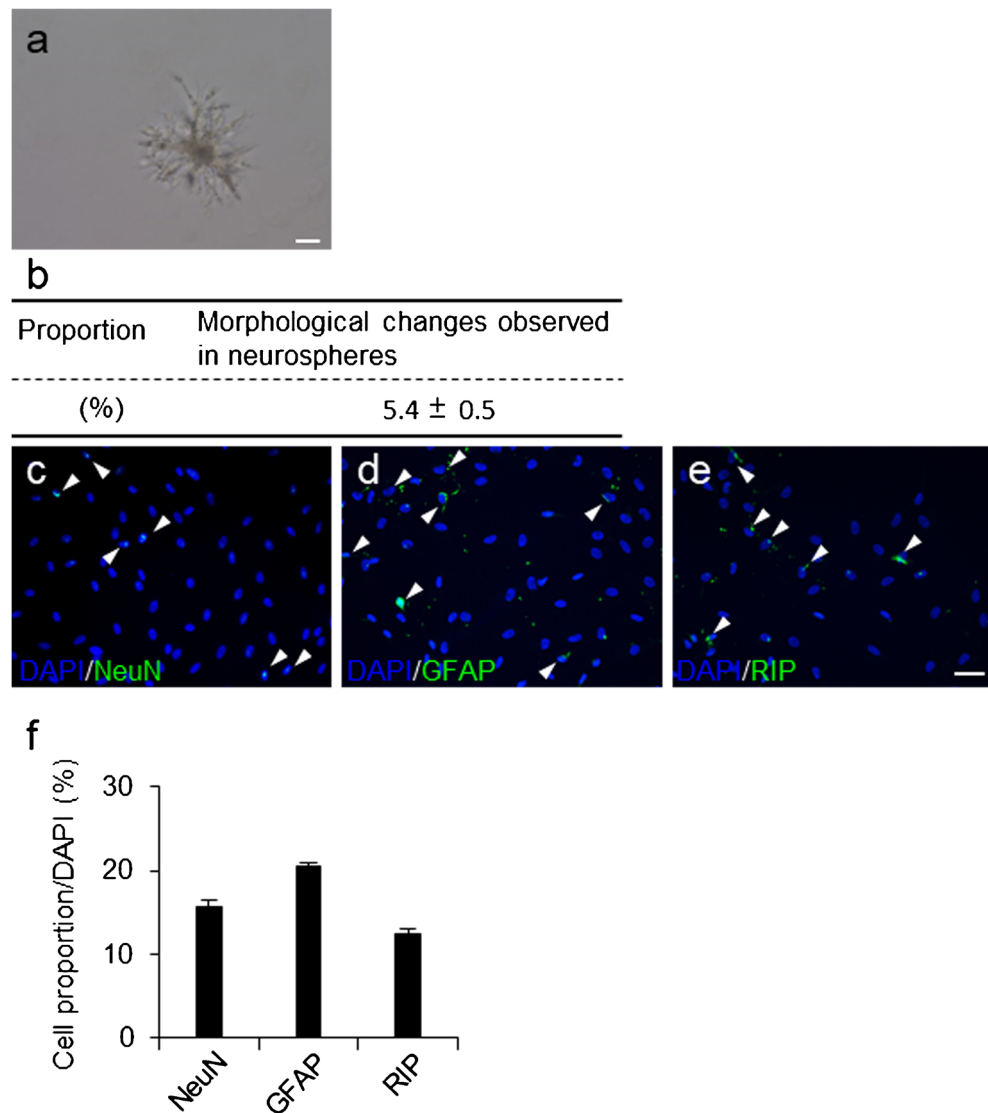 a
b
Proportion
Morphological changes observed
in neurospheres
(%)
5.4 ± 0.5
c
DAPI/NeuN
d
DAPI/GFAP
e
DAPI/RIP
f
Cell proportion/DAPI (%)
30
20
10
0
NeuN
GFAP
RIP